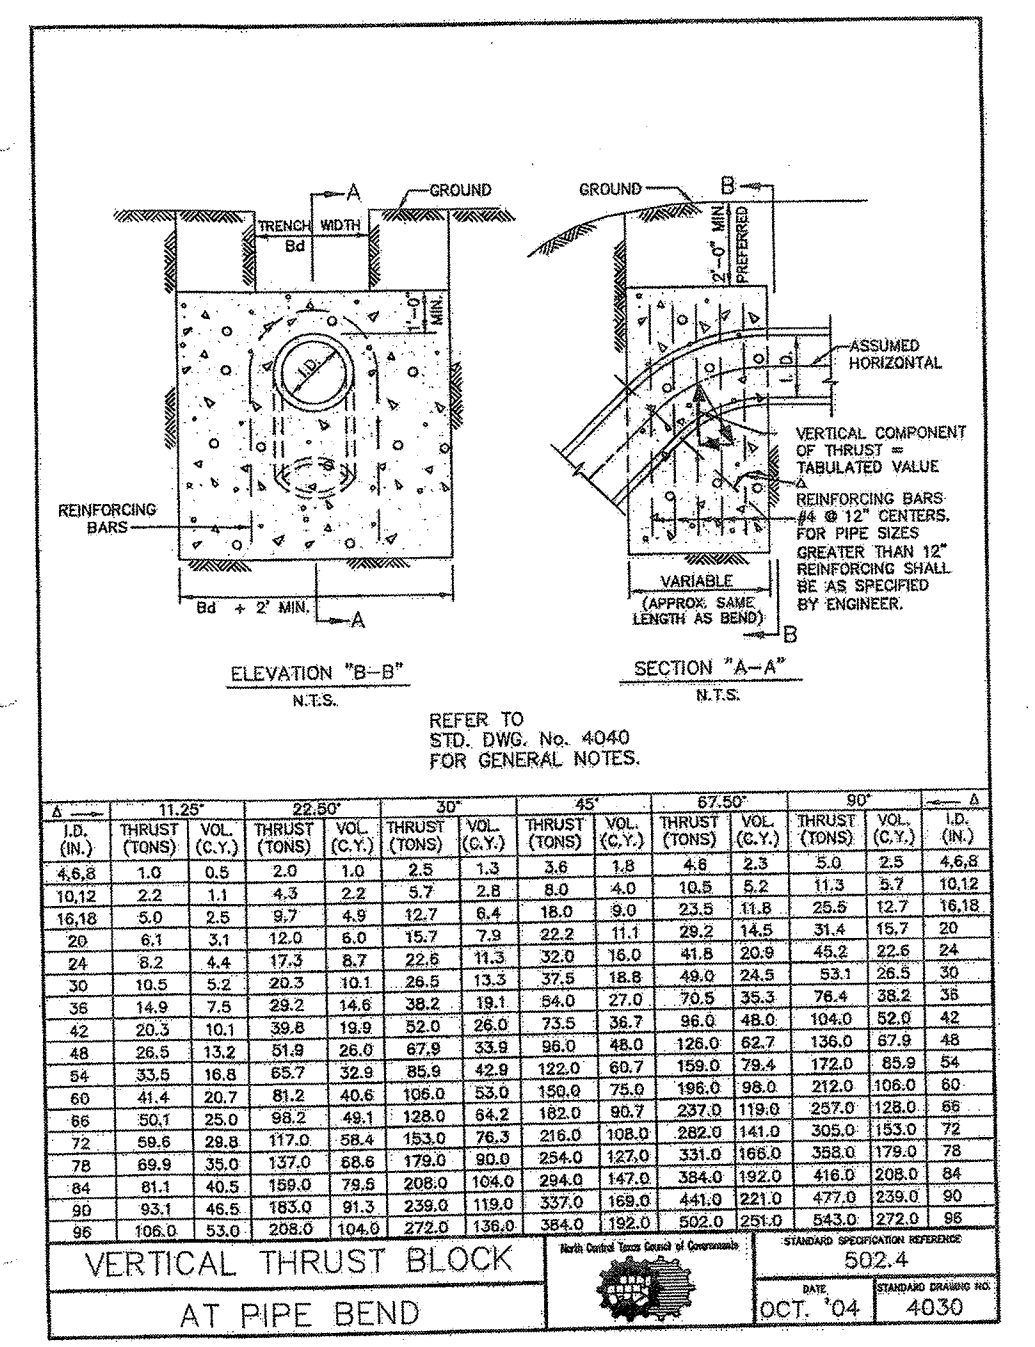 A
GROUND
TRENCH WIDTH
Bd
1'-0"
MIN.
I.D.
REINFORCING
BARS
Bd + 2' MIN.
A
ELEVATION "B-B"
N.T.S.
GROUND
B
2'-0" MIN.
PREFERRED
I. D.
ASSUMED
HORIZONTAL
VERTICAL COMPONENT
OF THRUST =
TABULATED VALUE
Δ
REINFORCING BARS
#4 @ 12" CENTERS.
FOR PIPE SIZES
GREATER THAN 12"
REINFORCING SHALL
BE AS SPECIFIED
BY ENGINEER.
VARIABLE
(APPROX. SAME
LENGTH AS BEND)
B
SECTION "A-A"
N.T.S.
REFER TO
STD. DWG. No. 4040
FOR GENERAL NOTES.
Δ 11.25° 22.50° 30° 45° 67.50° 90° Δ
I.D. (IN.) THRUST (TONS) VOL. (C.Y.) THRUST (TONS) VOL. (C.Y.) THRUST (TONS) VOL. (C.Y.) THRUST (TONS) VOL. (C.Y.) THRUST (TONS) VOL. (C.Y.) THRUST (TONS) VOL. (C.Y.) I.D. (IN.)
4,6,8 1.0 0.5 2.0 1.0 2.5 1.3 3.6 1.8 4.6 2.3 5.0 2.5 4,6,8
10,12 2.2 1.1 4.3 2.2 5.7 2.8 8.0 4.0 10.5 5.2 11.3 5.7 10,12
16,18 5.0 2.5 9.7 4.9 12.7 6.4 18.0 9.0 23.5 11.8 25.5 12.7 16,18
20 6.1 3.1 12.0 6.0 15.7 7.9 22.2 11.1 29.2 14.5 31.4 15.7 20
24 8.2 4.4 17.3 8.7 22.6 11.3 32.0 16.0 41.8 20.9 45.2 22.6 24
30 10.5 5.2 20.3 10.1 26.5 13.3 37.5 18.8 49.0 24.5 53.1 26.5 30
36 14.9 7.5 29.2 14.6 38.2 19.1 54.0 27.0 70.5 35.3 76.4 38.2 36
42 20.3 10.1 39.8 19.9 52.0 26.0 73.5 36.7 96.0 48.0 104.0 52.0 42
48 26.5 13.2 51.9 26.0 67.9 33.9 96.0 48.0 126.0 62.7 136.0 67.9 48
54 33.5 16.8 65.7 32.9 85.9 42.9 122.0 60.7 159.0 79.4 172.0 85.9 54
60 41.4 20.7 81.2 40.6 106.0 53.0 150.0 75.0 196.0 98.0 212.0 106.0 60
66 50.1 25.0 98.2 49.1 128.0 64.2 182.0 90.7 237.0 119.0 257.0 128.0 66
72 59.6 29.8 117.0 58.4 153.0 76.3 216.0 108.0 282.0 141.0 305.0 153.0 72
78 69.9 35.0 137.0 68.6 179.0 90.0 254.0 127.0 331.0 166.0 358.0 179.0 78
84 81.1 40.5 159.0 79.5 208.0 104.0 294.0 147.0 384.0 192.0 416.0 208.0 84
90 93.1 46.5 183.0 91.3 239.0 119.0 337.0 169.0 441.0 221.0 477.0 239.0 90
96 106.0 53.0 208.0 104.0 272.0 136.0 384.0 192.0 502.0 251.0 543.0 272.0 96
VERTICAL THRUST BLOCK
AT PIPE BEND
North Central Texas Council of Governments
STANDARD SPECIFICATION REFERENCE
502.4
DATE
OCT. '04
STANDARD DRAWING NO.
4030